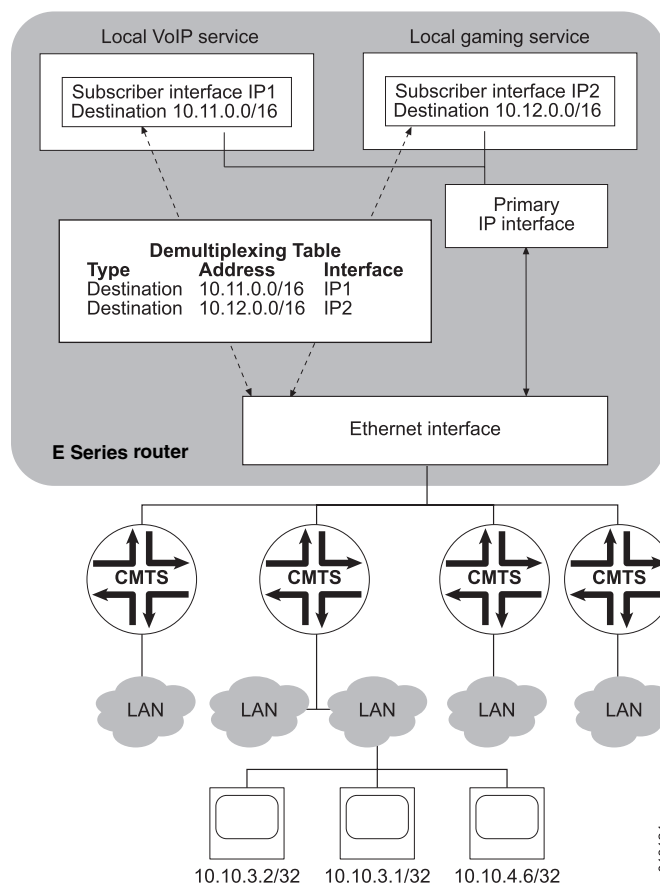 Local VoIP service
Local gaming service
Subscriber interface IP1
Destination 10.11.0.0/16
Subscriber interface IP2
Destination 10.12.0.0/16
Primary
IP interface
Demultiplexing Table
Type Address Interface
Destination 10.11.0.0/16 IP1
Destination 10.12.0.0/16 IP2
Ethernet interface
E Series router
CMTS
CMTS
CMTS
CMTS
LAN
LAN
LAN
LAN
LAN
10.10.3.2/32
10.10.3.1/32
10.10.4.6/32